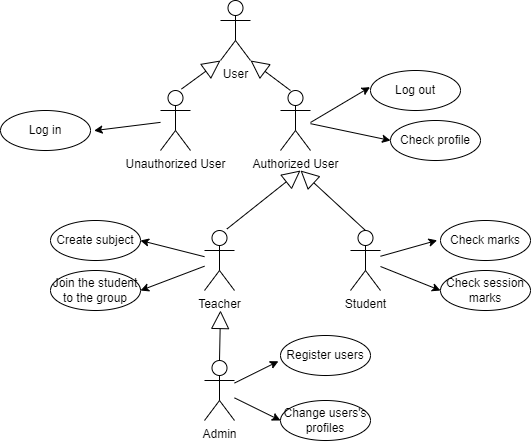 User
Log out
Log in
Check profile
Unauthorized User
Authorized User
Create subject
Check marks
Join the student
to the group
Check session
marks
Teacher
Student
Register users
Change users's
profiles
Admin